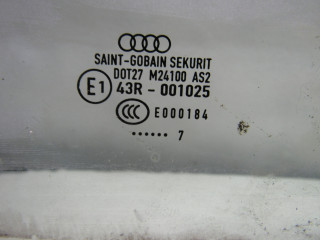 SAINT-GOBAIN SEKURIT
DOT27 M24100 AS2
E1 43R - 001025
CCC E000184
...... 7